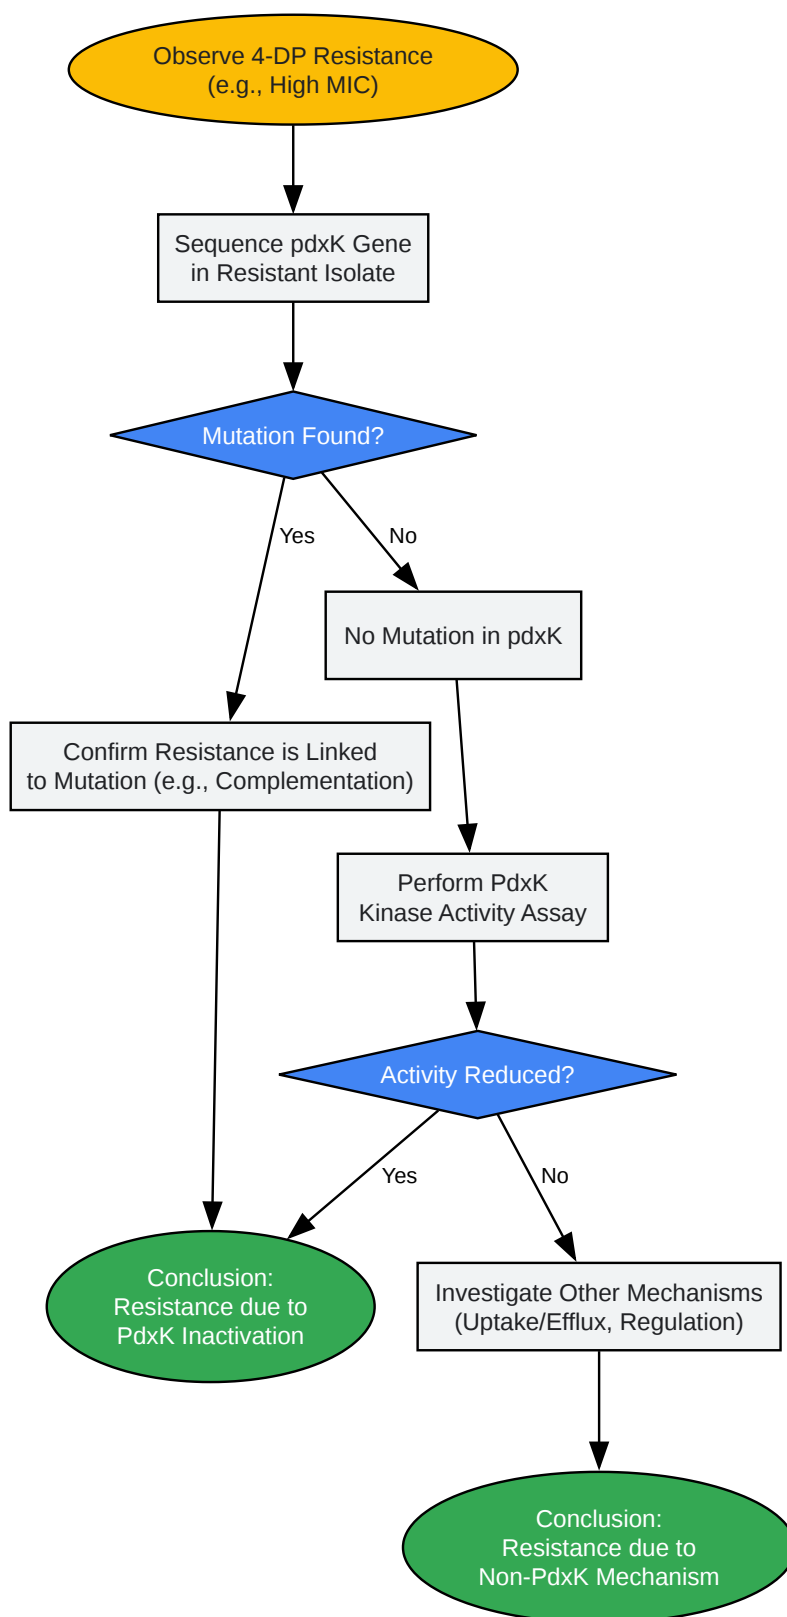 Observe 4-DP Resistance
(e.g., High MIC)
Sequence pdxK Gene
in Resistant Isolate
Mutation Found?
Yes
No
No Mutation in pdxK
Confirm Resistance is Linked
to Mutation (e.g., Complementation)
Perform PdxK
Kinase Activity Assay
Activity Reduced?
Yes
No
Conclusion:
Resistance due to
PdxK Inactivation
Investigate Other Mechanisms
(Uptake/Efflux, Regulation)
Conclusion:
Resistance due to
Non-PdxK Mechanism